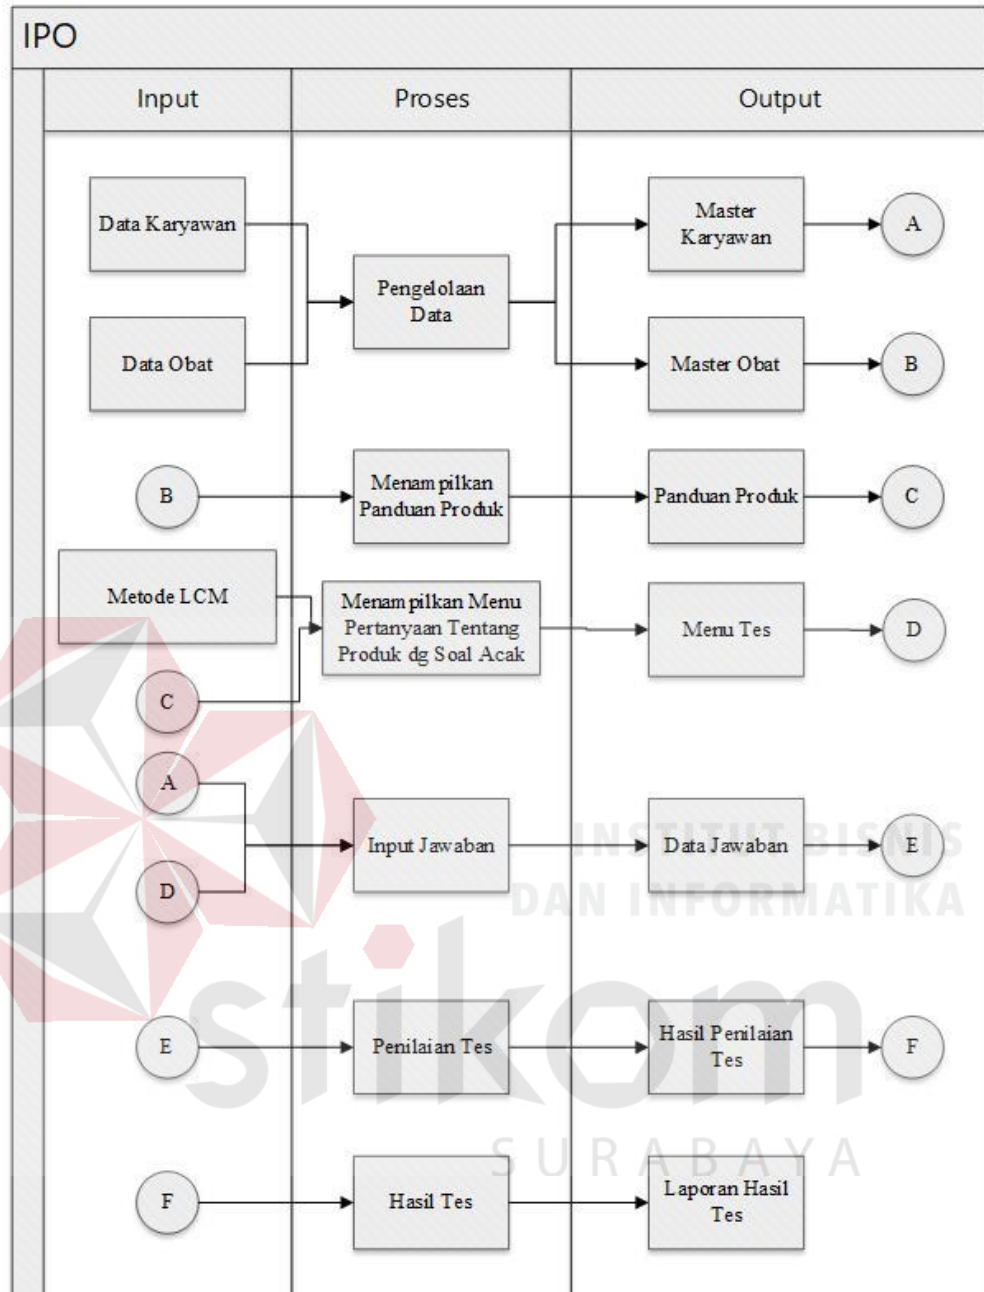 IPO
Input
Proses
Output
Data Karyawan
Master
Karyawan
A
Pengelolaan
Data
Data Obat
Master Obat
B
B
Menampilkan
Panduan Produk
Panduan Produk
C
Metode LCM
Menampilkan Menu
Pertanyaan Tentang
Produk dg Soal Acak
Menu Tes
D
C
A
Input Jawaban
Data Jawaban
E
D
INSTITUT BISNIS
DAN INFORMATIKA
stikom
E
Penilaian Tes
Hasil Penilaian
Tes
F
SURABAYA
F
Hasil Tes
Laporan Hasil
Tes